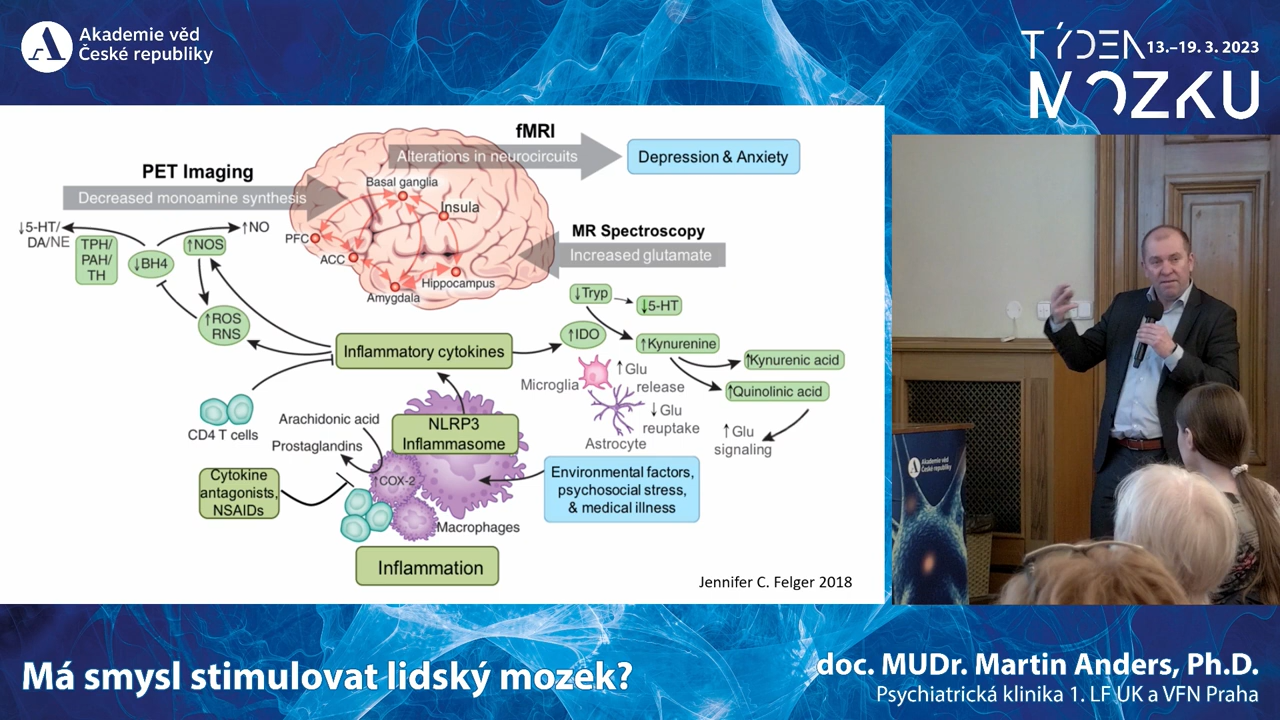 Akademie věd
České republiky
TÝDEN 13.–19. 3. 2023
MOZKU
fMRI
Alterations in neurocircuits
Depression & Anxiety
PET Imaging
Decreased monoamine synthesis
Basal ganglia
Insula
PFC
ACC
Amygdala
Hippocampus
MR Spectroscopy
Increased glutamate
↓5-HT/
DA/NE
TPH/
PAH/
TH
↓BH4
↑NOS
↑NO
↑ROS
RNS
Inflammatory cytokines
↓Tryp
↓5-HT
↑IDO
↑Kynurenine
↑Kynurenic acid
↑Quinolinic acid
Microglia
↑Glu
release
↓Glu
reuptake
Astrocyte
↑Glu
signaling
CD4 T cells
Arachidonic acid
Prostaglandins
NLRP3
Inflammasome
↑COX-2
Cytokine
antagonists,
NSAIDs
Environmental factors,
psychosocial stress,
& medical illness
Macrophages
Inflammation
Jennifer C. Felger 2018
Akademie věd
České republiky
Má smysl stimulovat lidský mozek?
doc. MUDr. Martin Anders, Ph.D.
Psychiatrická klinika 1. LF UK a VFN Praha